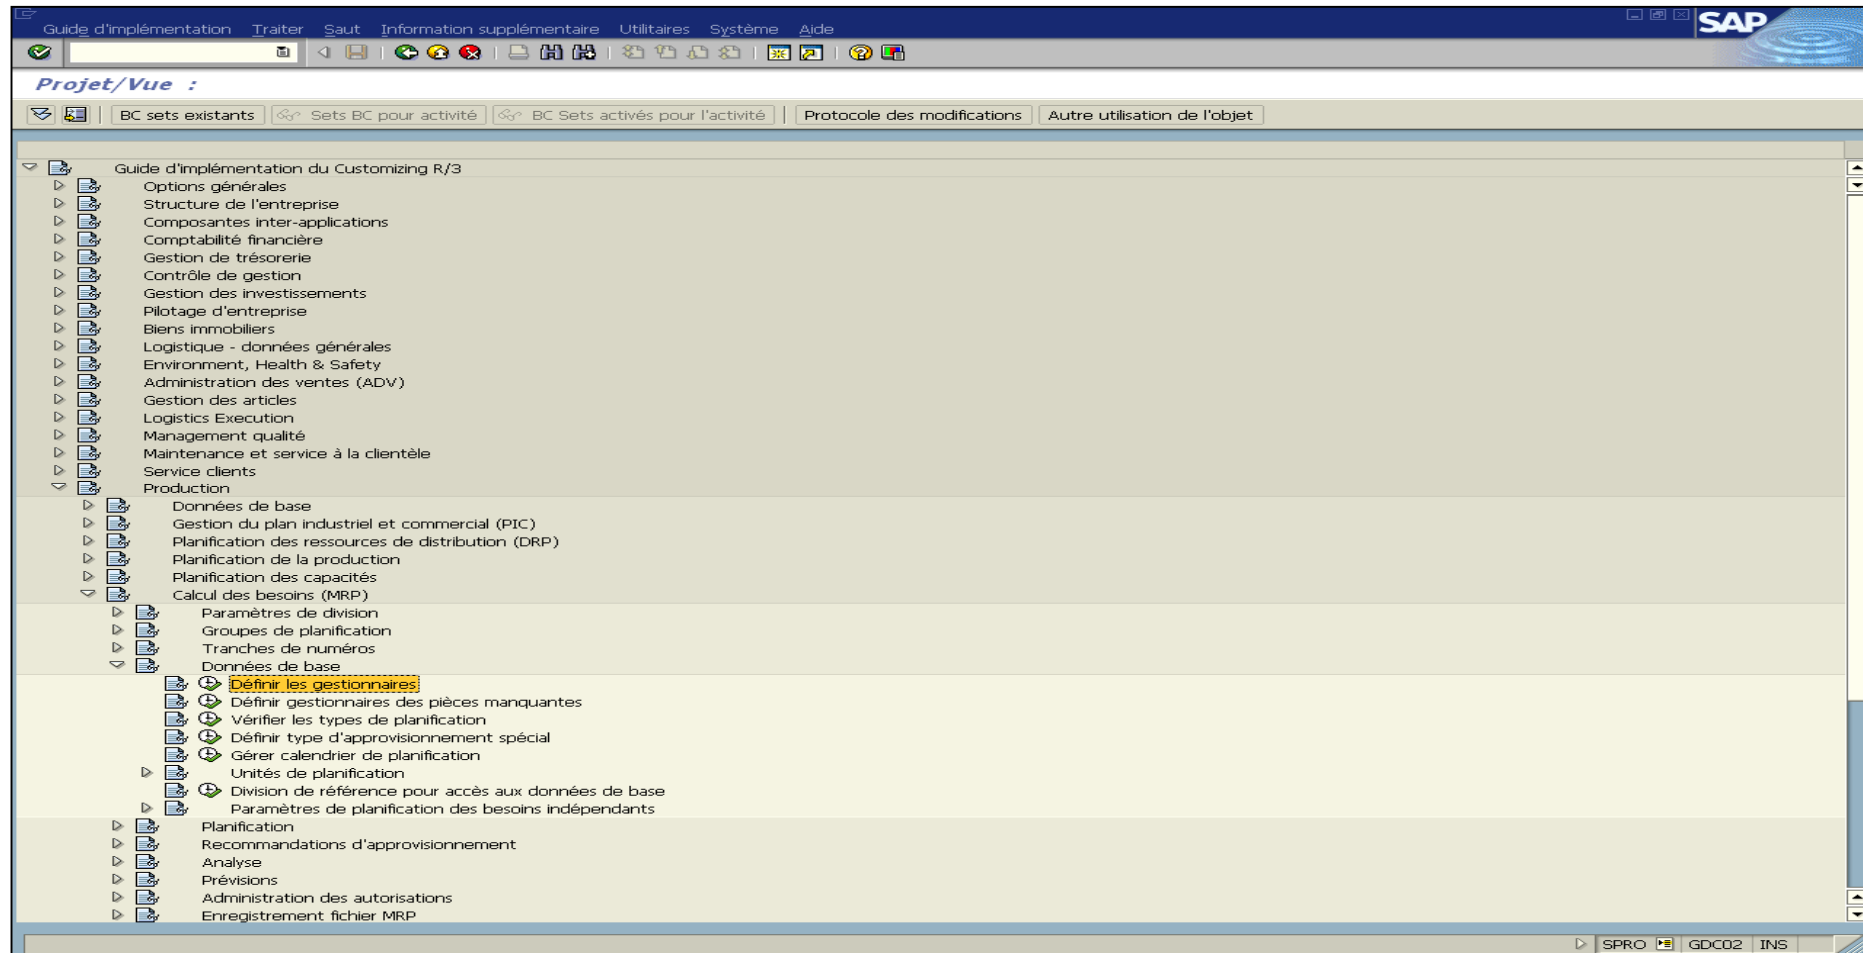 Guide d'implémentation Traiter Saut Information supplémentaire Utilitaires Système Aide
SAP
Projet/Vue :
BC sets existants Sets BC pour activité BC Sets activés pour l'activité Protocole des modifications Autre utilisation de l'objet
Guide d'implémentation du Customizing R/3
Options générales
Structure de l'entreprise
Composantes inter-applications
Comptabilité financière
Gestion de trésorerie
Contrôle de gestion
Gestion des investissements
Pilotage d'entreprise
Biens immobiliers
Logistique - données générales
Environment, Health & Safety
Administration des ventes (ADV)
Gestion des articles
Logistics Execution
Management qualité
Maintenance et service à la clientèle
Service clients
Production
Données de base
Gestion du plan industriel et commercial (PIC)
Planification des ressources de distribution (DRP)
Planification de la production
Planification des capacités
Calcul des besoins (MRP)
Paramètres de division
Groupes de planification
Tranches de numéros
Données de base
Définir les gestionnaires
Définir gestionnaires des pièces manquantes
Vérifier les types de planification
Définir type d'approvisionnement spécial
Gérer calendrier de planification
Unités de planification
Division de référence pour accès aux données de base
Paramètres de planification des besoins indépendants
Planification
Recommandations d'approvisionnement
Analyse
Prévisions
Administration des autorisations
Enregistrement fichier MRP
SPRO GDC02 INS